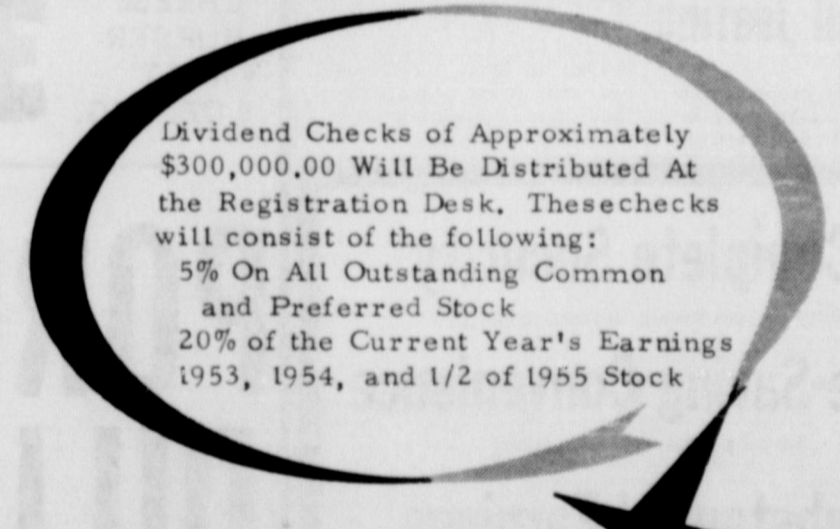 Dividend Checks of Approximately
$300,000.00 Will Be Distributed At
the Registration Desk. Thesechecks
will consist of the following:
5% On All Outstanding Common
and Preferred Stock
20% of the Current Year's Earnings
1953, 1954, and 1/2 of 1955 Stock